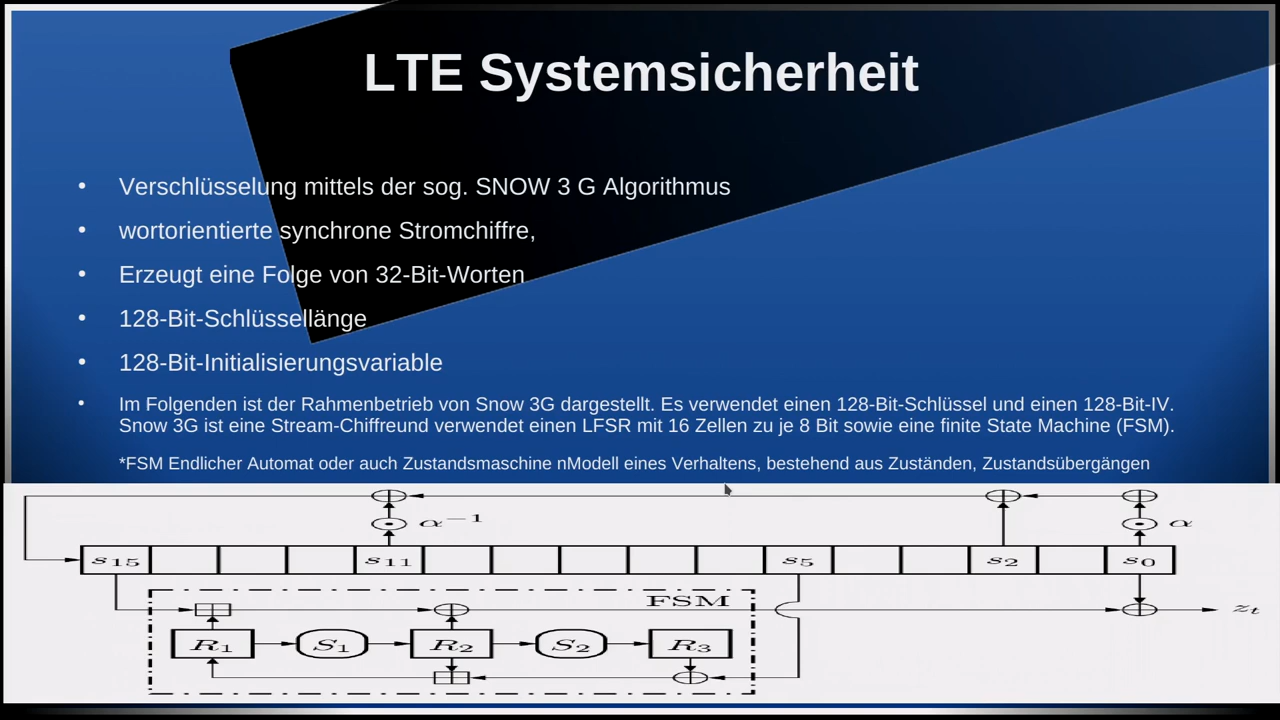 LTE Systemsicherheit
• Verschlüsselung mittels der sog. SNOW 3 G Algorithmus
• wortorientierte synchrone Stromchiffre,
• Erzeugt eine Folge von 32-Bit-Worten
• 128-Bit-Schlüssellänge
• 128-Bit-Initialisierungsvariable
• Im Folgenden ist der Rahmenbetrieb von Snow 3G dargestellt. Es verwendet einen 128-Bit-Schlüssel und einen 128-Bit-IV.
Snow 3G ist eine Stream-Chiffreund verwendet einen LFSR mit 16 Zellen zu je 8 Bit sowie eine finite State Machine (FSM).
*FSM Endlicher Automat oder auch Zustandsmaschine nModell eines Verhaltens, bestehend aus Zuständen, Zustandsübergängen
α⁻¹ α
s₁₅ s₁₁ s₅ s₂ s₀
FSM
z_t
R₁ S₁ R₂ S₂ R₃